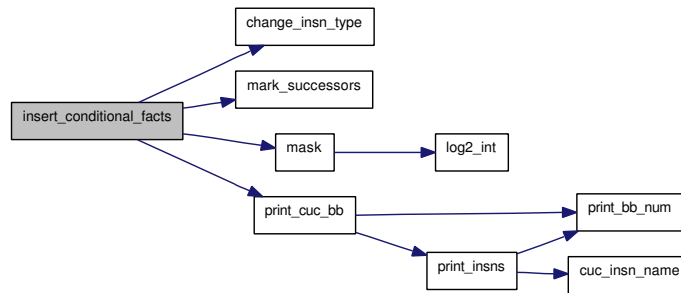 change_insn_type
mark_successors
insert_conditional_facts
mask
log2_int
print_cuc_bb
print_bb_num
print_insns
cuc_insn_name